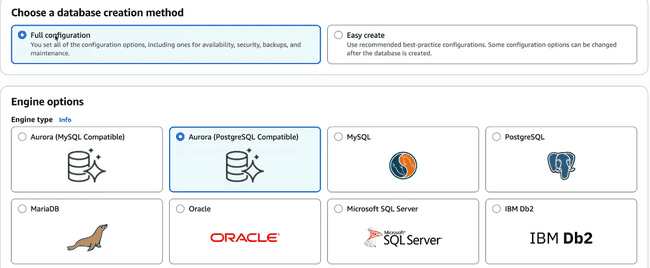 Choose a database creation method
Full configuration
You set all of the configuration options, including ones for availability, security, backups, and
maintenance.
Easy create
Use recommended best-practice configurations. Some configuration options can be changed
after the database is created.
Engine options
Engine type Info
Aurora (MySQL Compatible)
Aurora (PostgreSQL Compatible)
MySQL
PostgreSQL
MariaDB
Oracle
ORACLE
Microsoft SQL Server
Microsoft
SQL Server
IBM Db2
IBM Db2